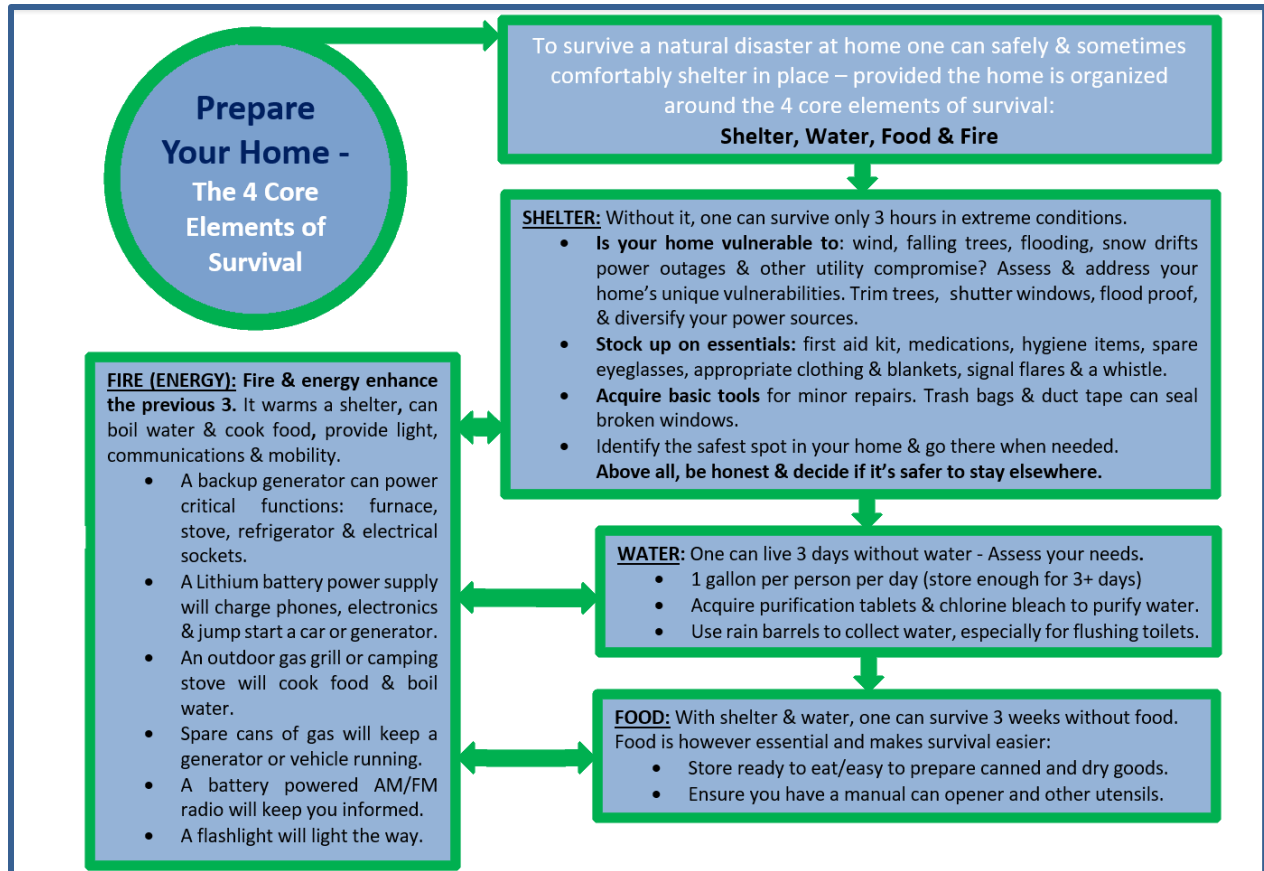 Prepare
Your Home -
The 4 Core
Elements of
Survival
To survive a natural disaster at home one can safely & sometimes
comfortably shelter in place – provided the home is organized
around the 4 core elements of survival:
Shelter, Water, Food & Fire
SHELTER: Without it, one can survive only 3 hours in extreme conditions.
• Is your home vulnerable to: wind, falling trees, flooding, snow drifts
power outages & other utility compromise? Assess & address your
home’s unique vulnerabilities. Trim trees, shutter windows, flood proof,
& diversify your power sources.
• Stock up on essentials: first aid kit, medications, hygiene items, spare
eyeglasses, appropriate clothing & blankets, signal flares & a whistle.
• Acquire basic tools for minor repairs. Trash bags & duct tape can seal
broken windows.
• Identify the safest spot in your home & go there when needed.
Above all, be honest & decide if it’s safer to stay elsewhere.
WATER: One can live 3 days without water - Assess your needs.
• 1 gallon per person per day (store enough for 3+ days)
• Acquire purification tablets & chlorine bleach to purify water.
• Use rain barrels to collect water, especially for flushing toilets.
FOOD: With shelter & water, one can survive 3 weeks without food.
Food is however essential and makes survival easier:
• Store ready to eat/easy to prepare canned and dry goods.
• Ensure you have a manual can opener and other utensils.
FIRE (ENERGY): Fire & energy enhance
the previous 3. It warms a shelter, can
boil water & cook food, provide light,
communications & mobility.
• A backup generator can power
critical functions: furnace,
stove, refrigerator & electrical
sockets.
• A Lithium battery power supply
will charge phones, electronics
& jump start a car or generator.
• An outdoor gas grill or camping
stove will cook food & boil
water.
• Spare cans of gas will keep a
generator or vehicle running.
• A battery powered AM/FM
radio will keep you informed.
• A flashlight will light the way.